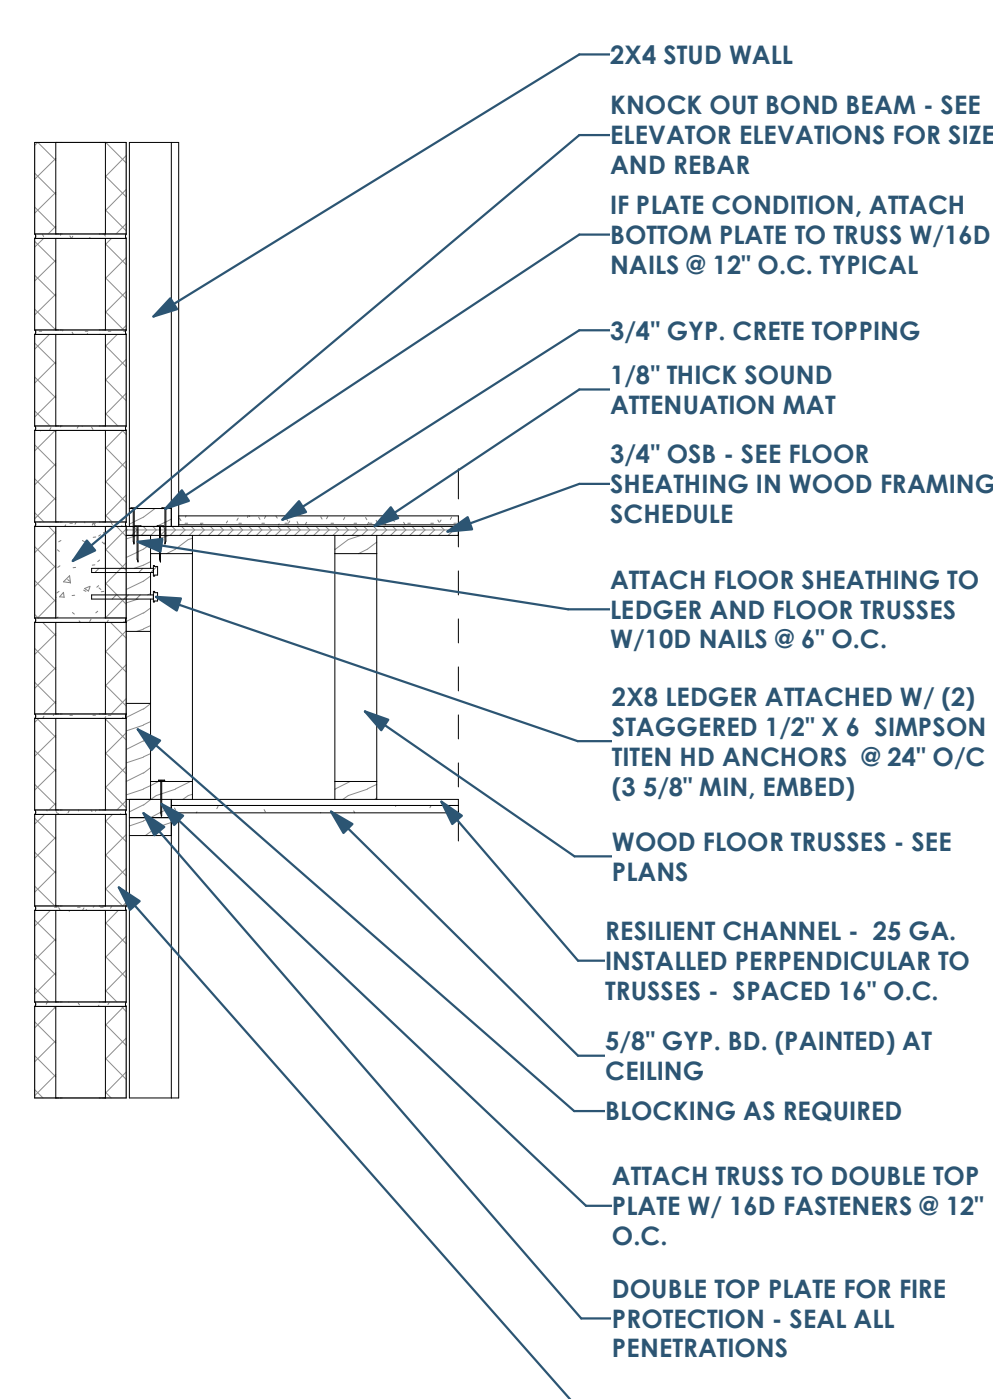 2X4 STUD WALL
KNOCK OUT BOND BEAM - SEE
ELEVATOR ELEVATIONS FOR SIZE
AND REBAR
IF PLATE CONDITION, ATTACH
BOTTOM PLATE TO TRUSS W/16D
NAILS @ 12" O.C. TYPICAL
3/4" GYP. CRETE TOPPING
1/8" THICK SOUND
ATTENUATION MAT
3/4" OSB - SEE FLOOR
SHEATHING IN WOOD FRAMING
SCHEDULE
ATTACH FLOOR SHEATHING TO
LEDGER AND FLOOR TRUSSES
W/10D NAILS @ 6" O.C.
2X8 LEDGER ATTACHED W/ (2)
STAGGERED 1/2" X 6  SIMPSON
TITEN HD ANCHORS  @ 24" O/C
(3 5/8" MIN, EMBED)
WOOD FLOOR TRUSSES - SEE
PLANS
RESILIENT CHANNEL -  25 GA.
INSTALLED PERPENDICULAR TO
TRUSSES -  SPACED 16" O.C.
5/8" GYP. BD. (PAINTED) AT
CEILING
BLOCKING AS REQUIRED
ATTACH TRUSS TO DOUBLE TOP
PLATE W/ 16D FASTENERS @ 12"
O.C.
DOUBLE TOP PLATE FOR FIRE
PROTECTION - SEAL ALL
PENETRATIONS